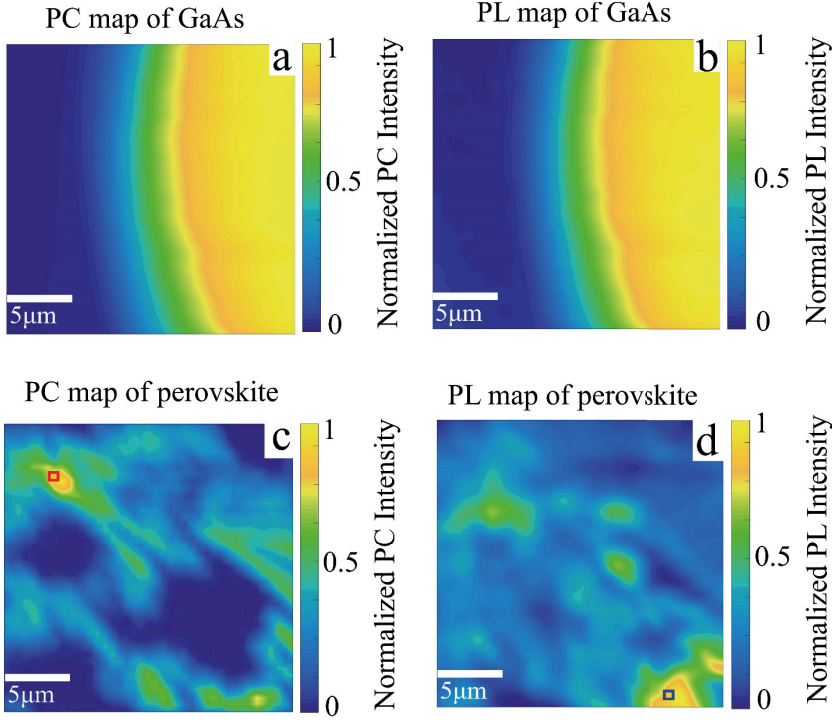 PC map of GaAs
a
1
0.5
0
Normalized PC Intensity
5μm
PL map of GaAs
b
1
0.5
0
Normalized PL Intensity
5μm
PC map of perovskite
c
1
0.5
0
Normalized PC Intensity
5μm
PL map of perovskite
d
1
0.5
0
Normalized PL Intensity
5μm